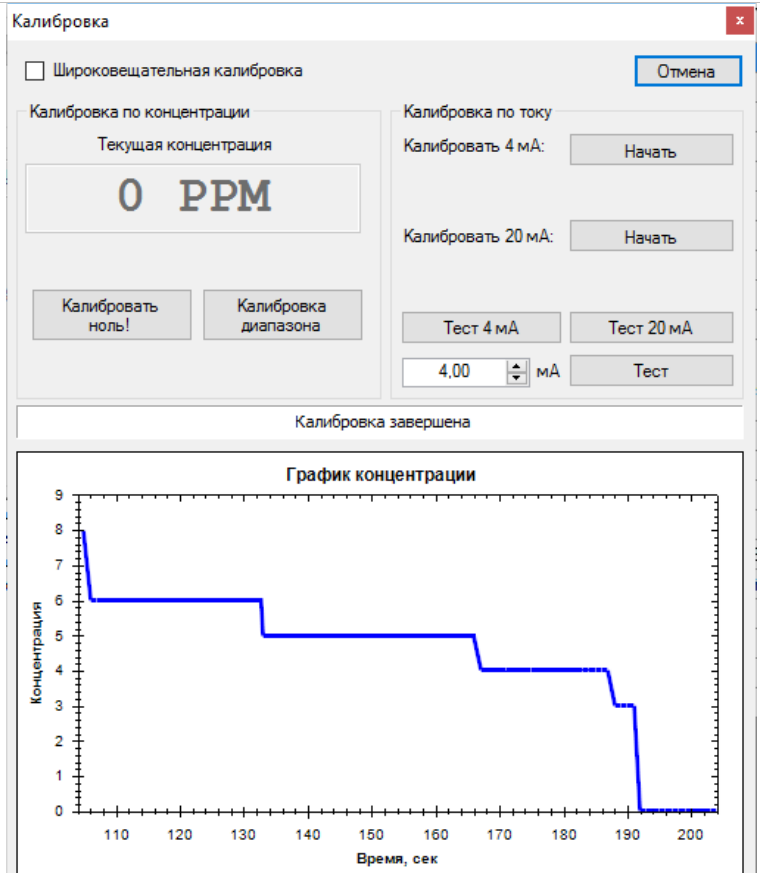 Калибровка
x
Широковещательная калибровка
Отмена
Калибровка по концентрации
Текущая концентрация
0 PPM
Калибровать
ноль!
Калибровка
диапазона
Калибровка по току
Калибровать 4 мА:
Начать
Калибровать 20 мА:
Начать
Тест 4 мА
Тест 20 мА
4,00
мА
Тест
Калибровка завершена
График концентрации
Концентрация
9
8
7
6
5
4
3
2
1
0
110 120 130 140 150 160 170 180 190 200
Время, сек